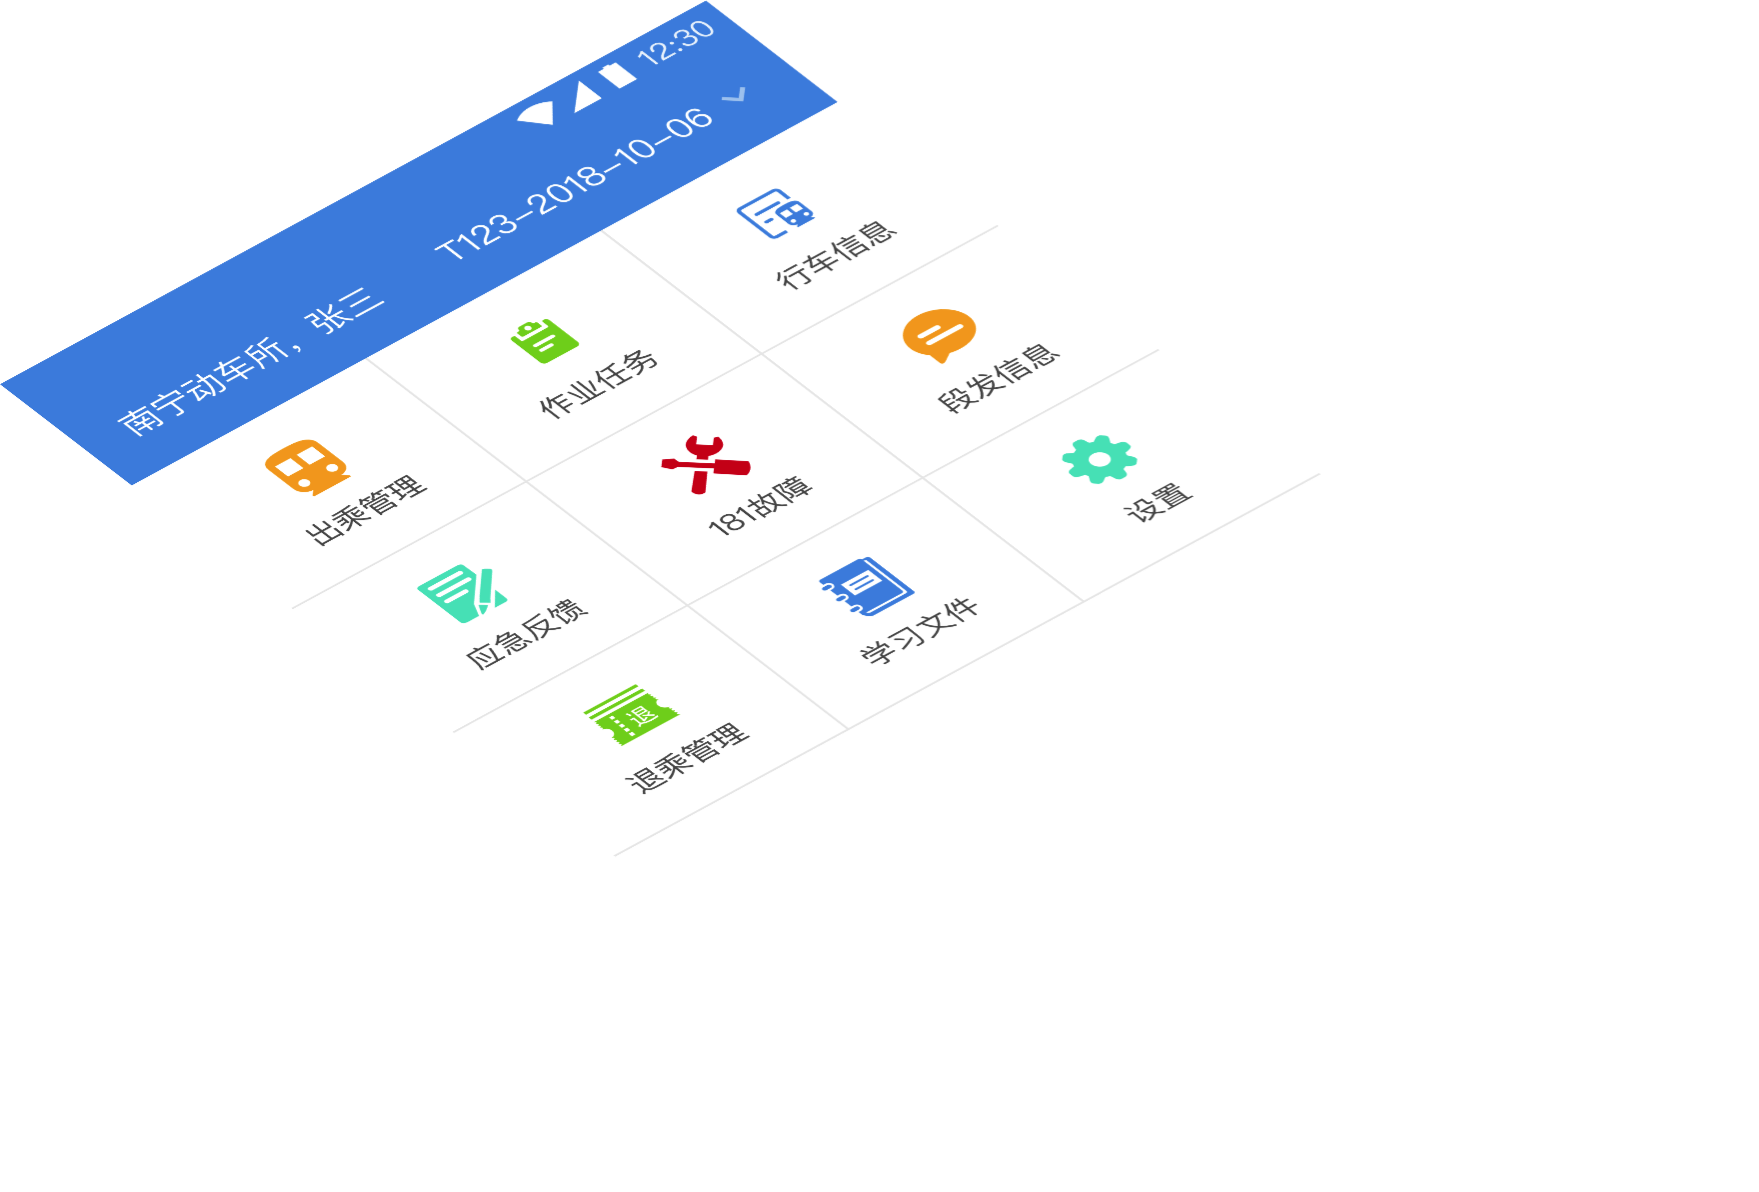 12:30
南宁动车所，张三
T123-2018-10-06
出乘管理
作业任务
行车信息
应急反馈
181故障
段发信息
退
退乘管理
学习文件
设置